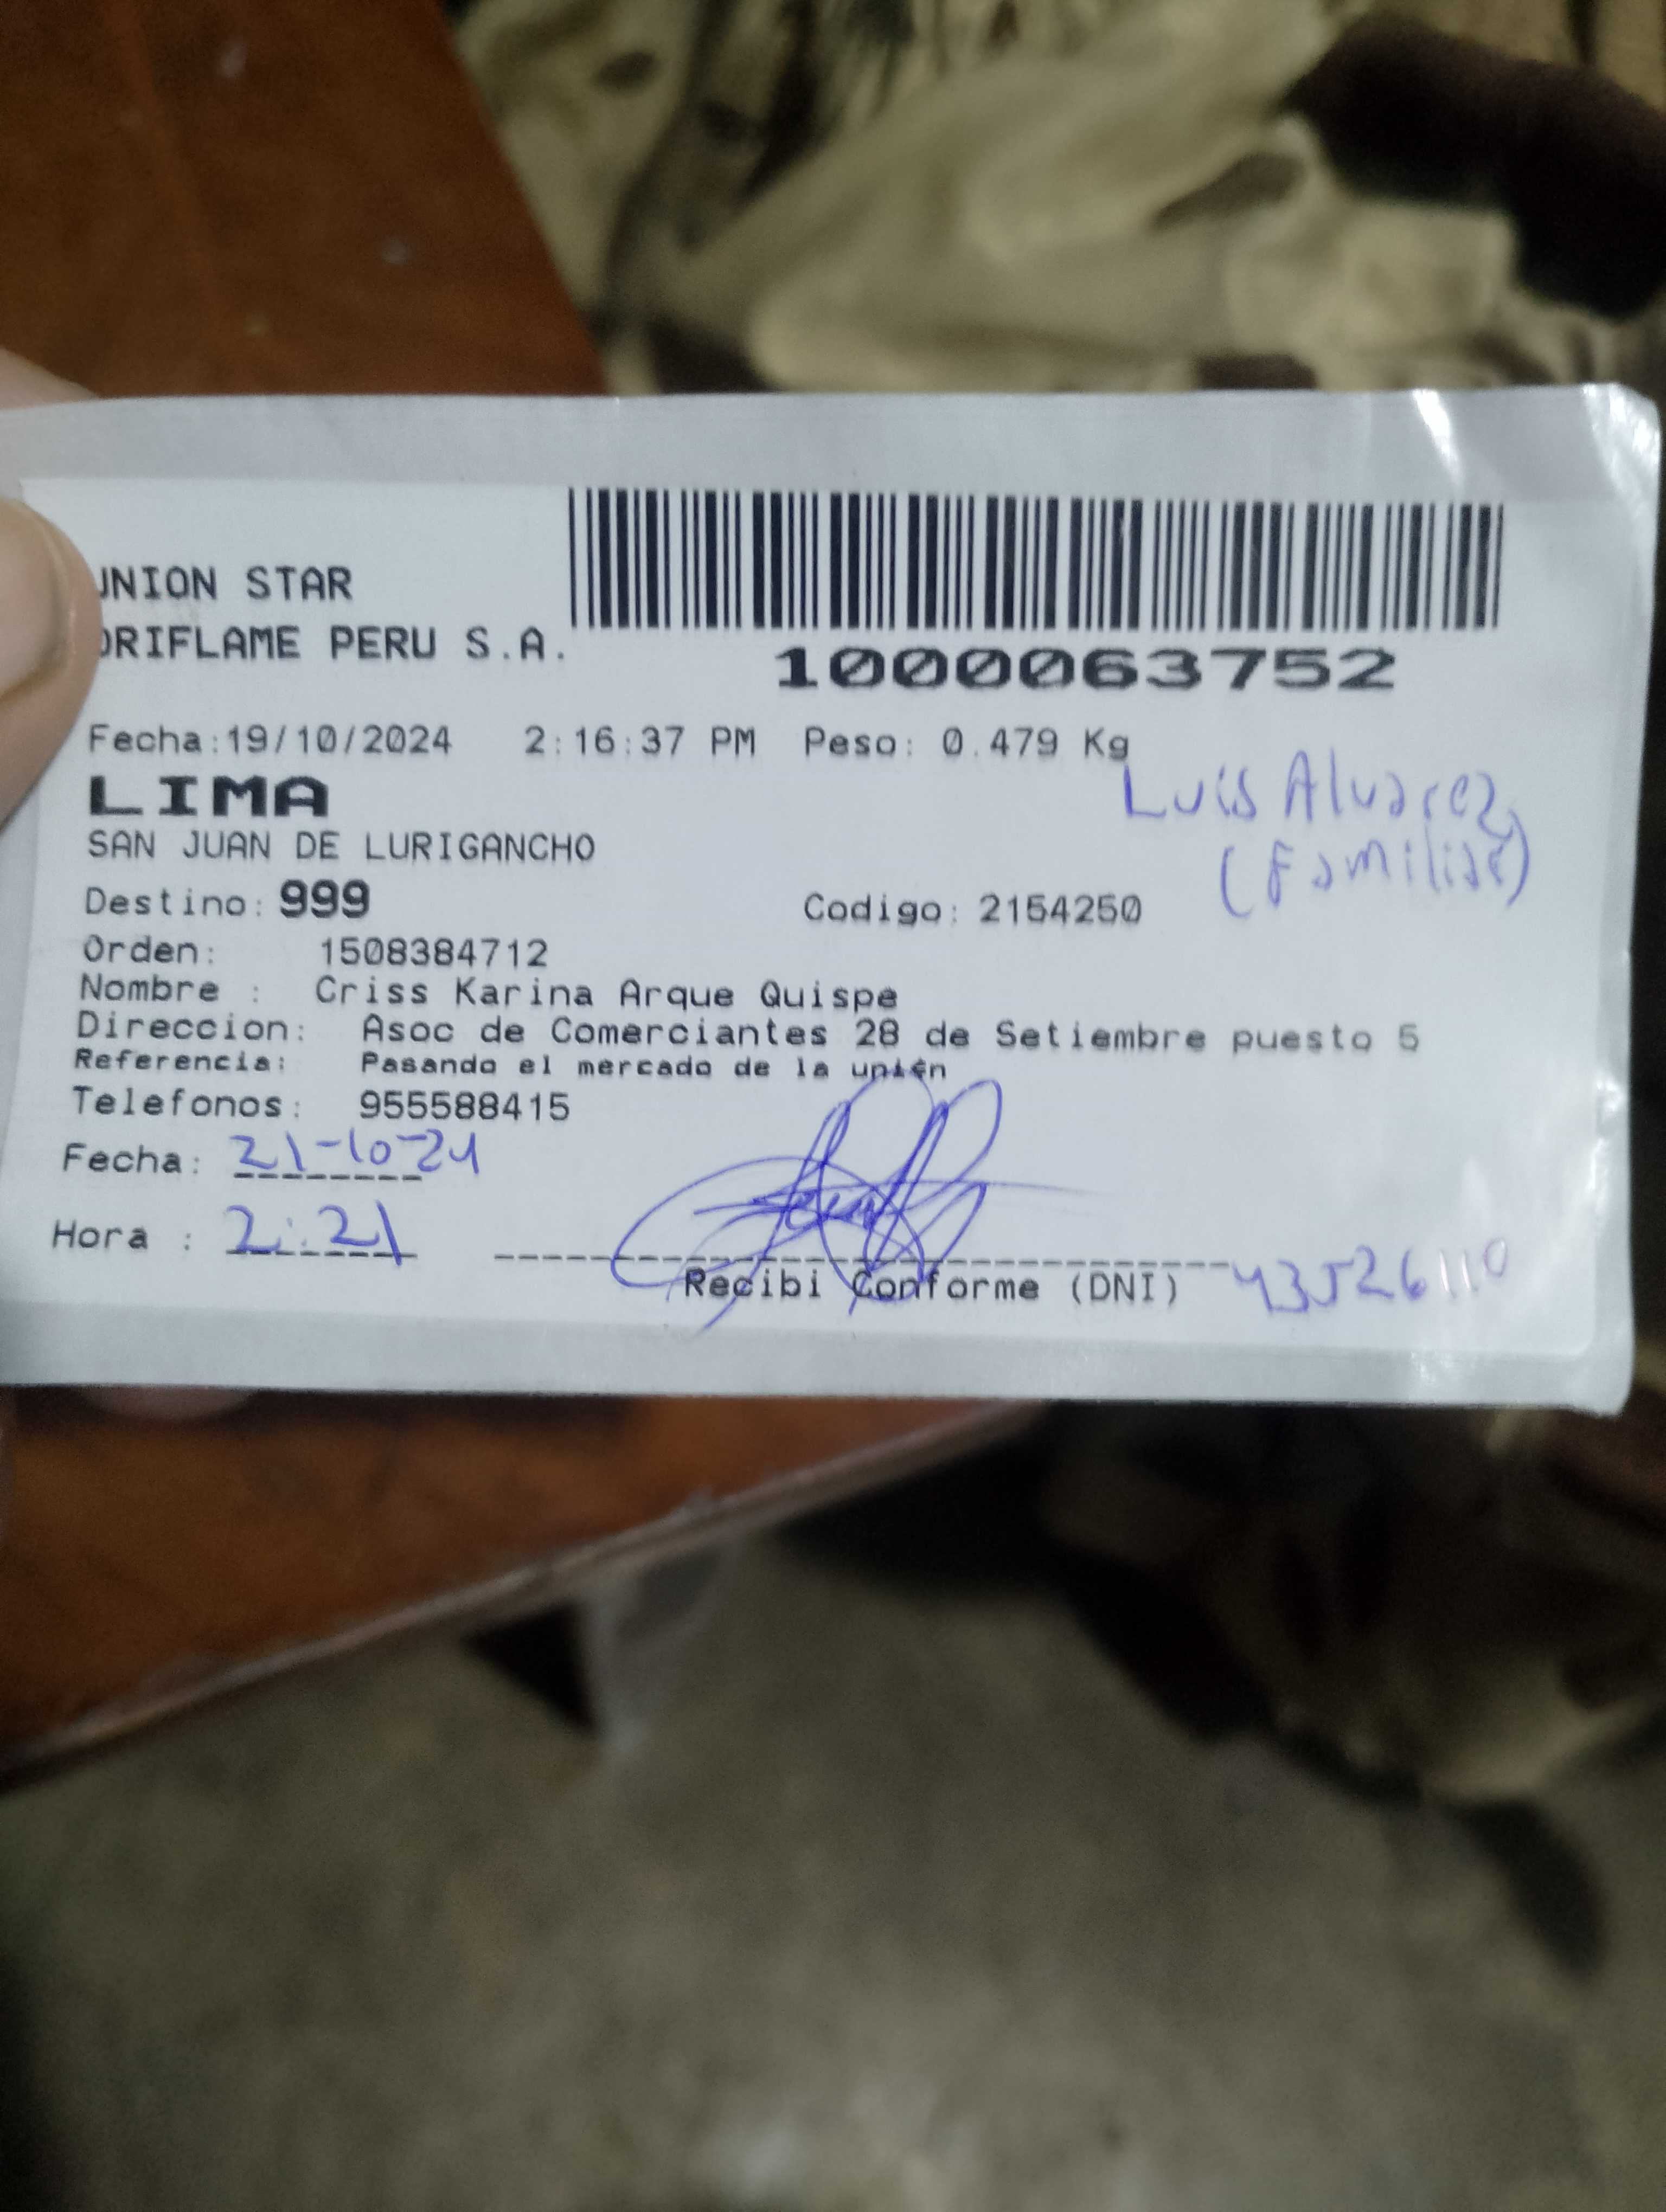 UNION STAR
ORIFLAME PERU S.A.
1000063752
Fecha:19/10/2024 2:16:37 PM Peso: 0.479 Kg
LIMA
Luis Alvarez
SAN JUAN DE LURIGANCHO
(Familiar)
Destino: 999 Codigo: 2154250
Orden: 1508384712
Nombre : Criss Karina Arque Quispe
Direccion: Asoc de Comerciantes 28 de Setiembre puesto 5
Referencia: Pasando el mercado de la unión
Telefonos: 955588415
Fecha: 21-10-24
Hora : 2:21
Recibi Conforme (DNI) 43526110